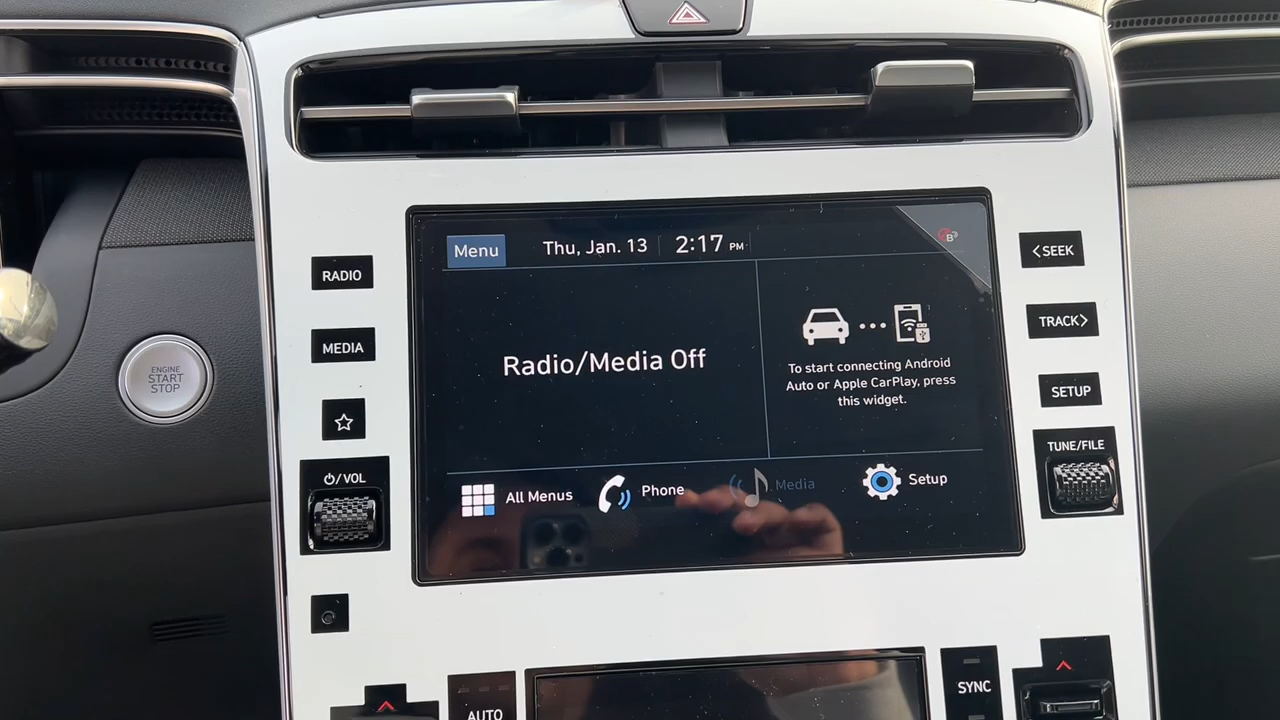 Menu
Thu, Jan. 13
2:17 PM
B
Radio/Media Off
To start connecting Android
Auto or Apple CarPlay, press
this widget.
All Menus
Phone
Media
Setup
RADIO
MEDIA
ENGINE
START
STOP
/VOL
<SEEK
TRACK>
SETUP
TUNE/FILE
AUTO
SYNC